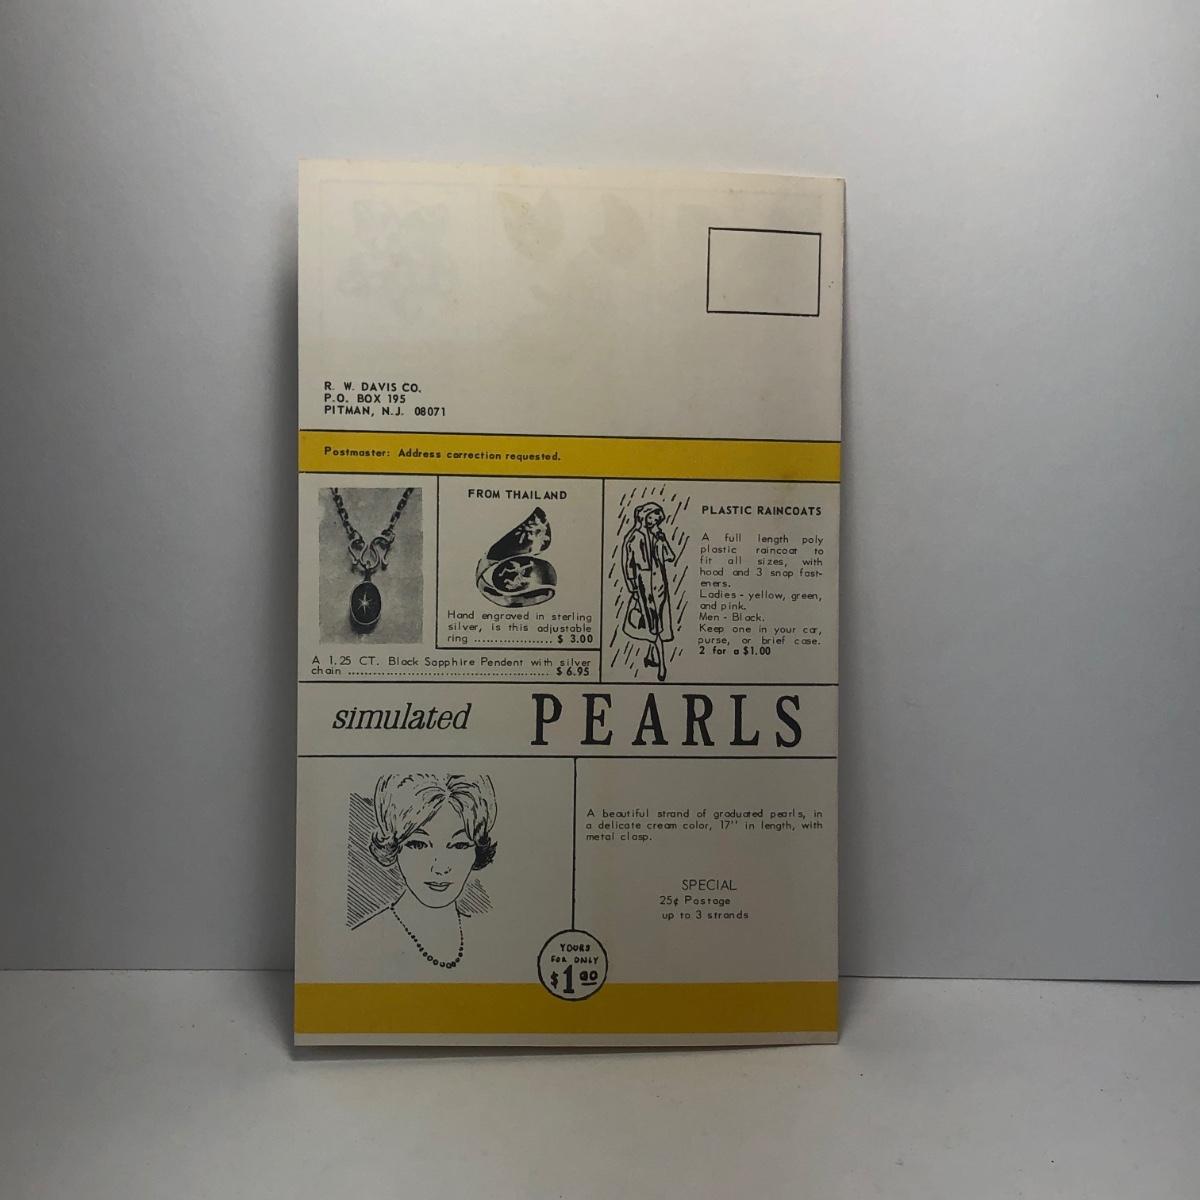 R. W. DAVIS CO.
P.O. BOX 195
PITMAN, N.J. 08071
Postmaster: Address correction requested.
FROM THAILAND
Hand engraved in sterling
silver, is this adjustable
ring ................... $ 3.00
A 1.25 CT. Black Sapphire Pendent with silver
chain ................................................. $ 6.95
PLASTIC RAINCOATS
A full length poly
plastic raincoat to
fit all sizes, with
hood and 3 snap fast-
eners.
Ladies - yellow, green,
and pink.
Men - Black.
Keep one in your car,
purse, or brief case.
2 for a $1.00
simulated PEARLS
A beautiful strand of graduated pearls, in
a delicate cream color, 17'' in length, with
metal clasp.
SPECIAL
25¢ Postage
up to 3 strands
YOURS
FOR ONLY
$1.00